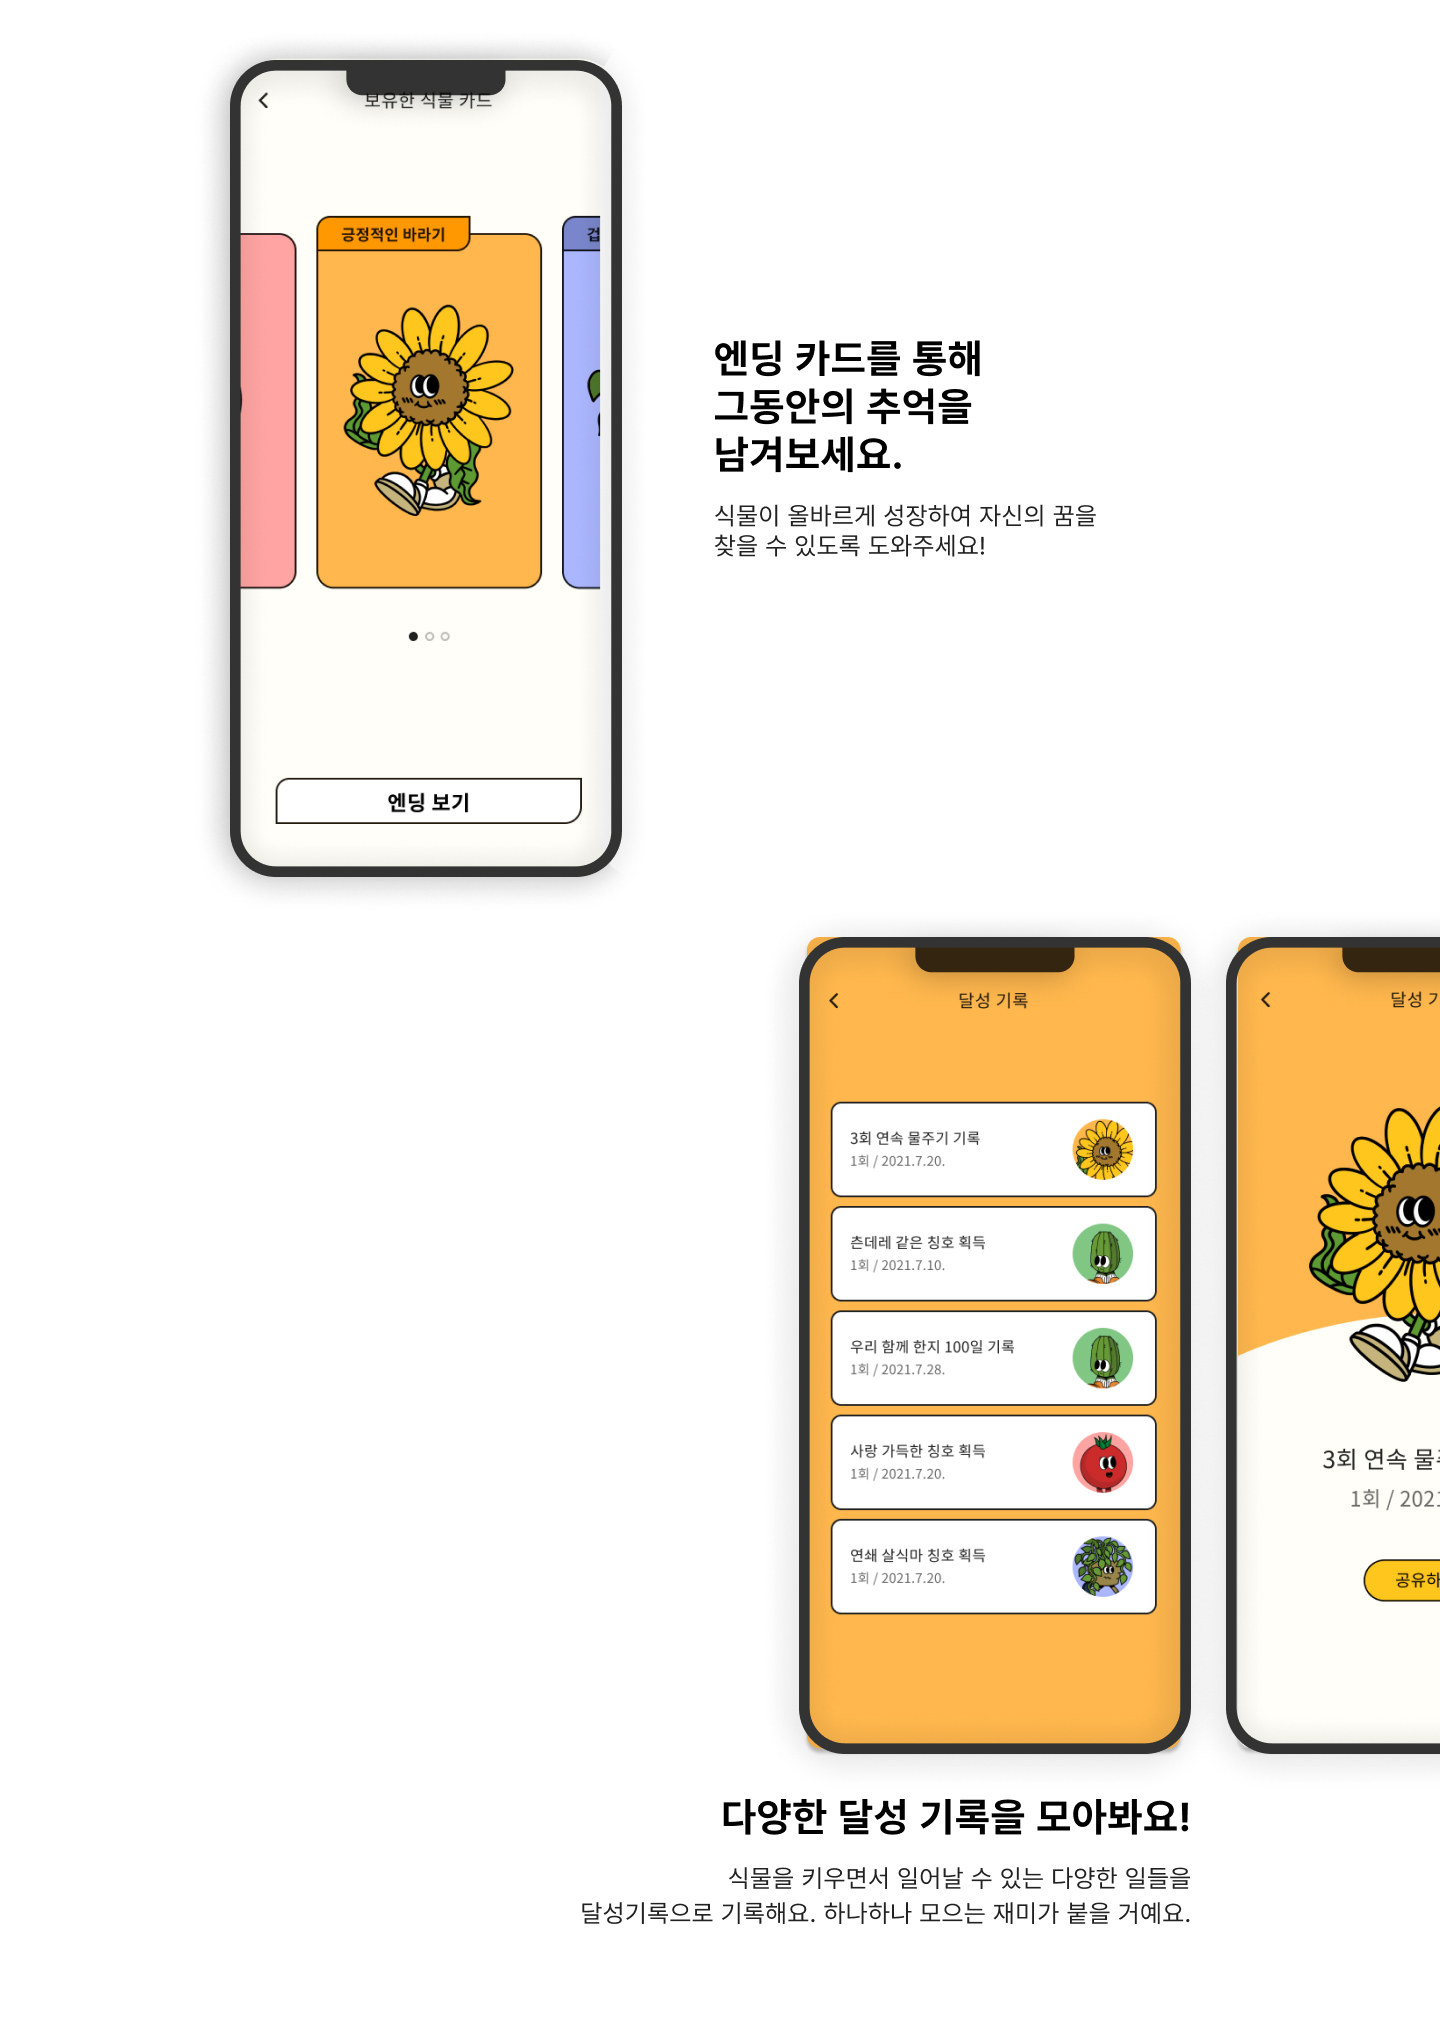 보유한 식물 카드
긍정적인 바라기
겁
엔딩 보기
엔딩 카드를 통해
그동안의 추억을
남겨보세요.
식물이 올바르게 성장하여 자신의 꿈을
찾을 수 있도록 도와주세요!
달성 기록
3회 연속 물주기 기록
1회 / 2021.7.20.
츤데레 같은 칭호 획득
1회 / 2021.7.10.
우리 함께 한지 100일 기록
1회 / 2021.7.28.
사랑 가득한 칭호 획득
1회 / 2021.7.20.
연쇄 살식마 칭호 획득
1회 / 2021.7.20.
달성 기
3회 연속 물
1회 / 2021
공유하
다양한 달성 기록을 모아봐요!
식물을 키우면서 일어날 수 있는 다양한 일들을
달성기록으로 기록해요. 하나하나 모으는 재미가 붙을 거예요.